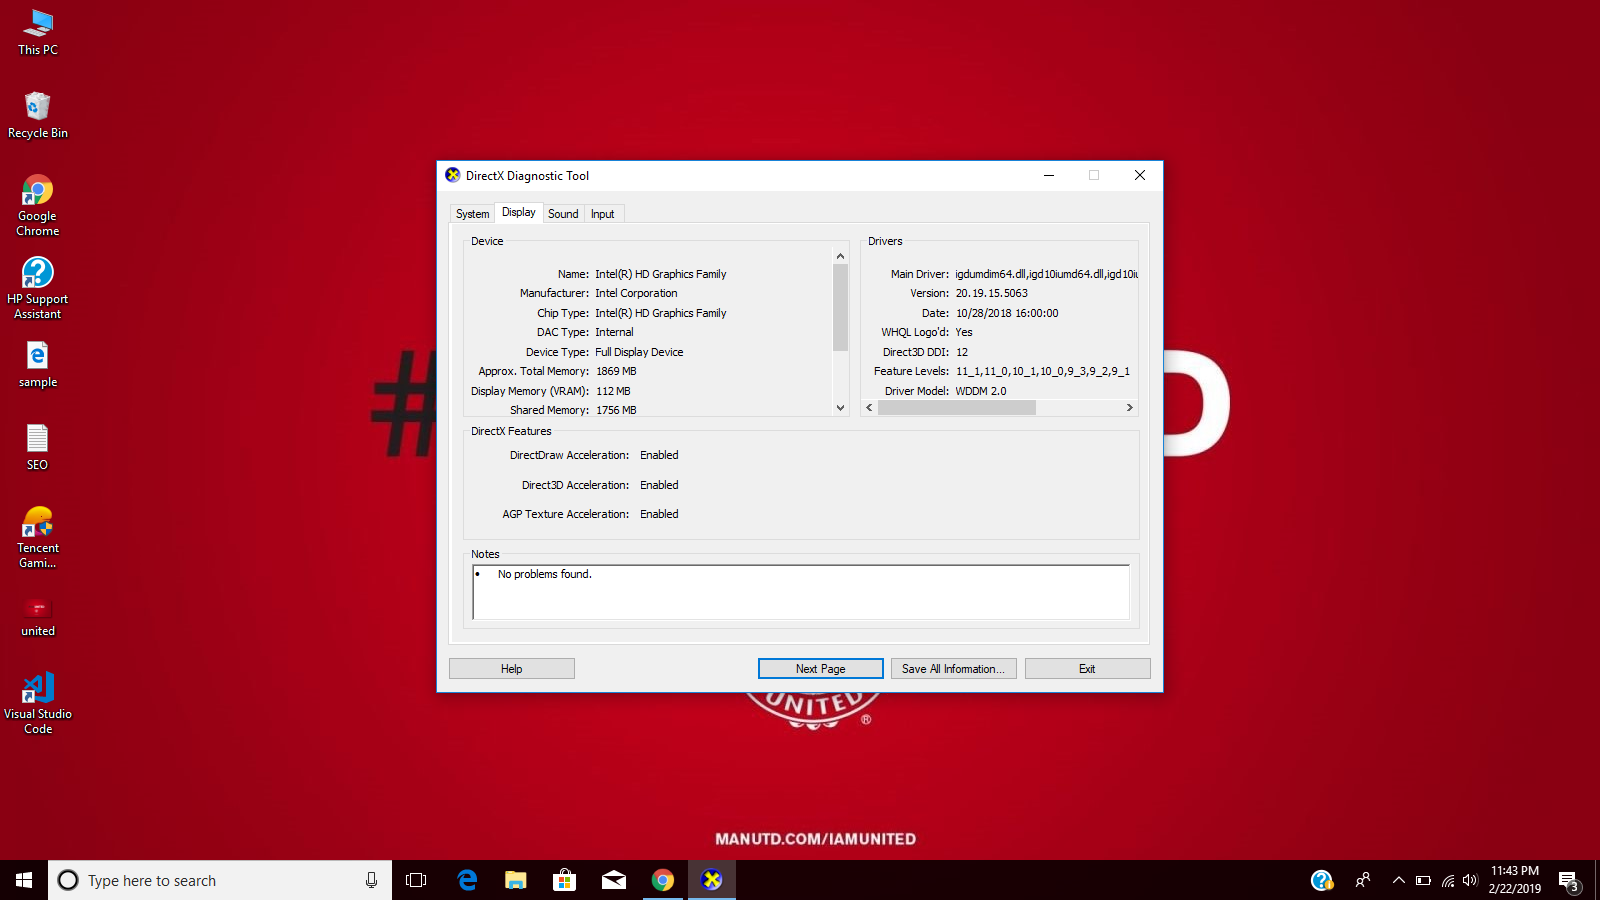 This PC
Recycle Bin
Google
Chrome
HP Support
Assistant
sample
SEO
Tencent
Gami...
united
Visual Studio
Code
#
D
DirectX Diagnostic Tool
System Display Sound Input
Device
Name: Intel(R) HD Graphics Family
Manufacturer: Intel Corporation
Chip Type: Intel(R) HD Graphics Family
DAC Type: Internal
Device Type: Full Display Device
Approx. Total Memory: 1869 MB
Display Memory (VRAM): 112 MB
Shared Memory: 1756 MB
Drivers
Main Driver: igdumdim64.dll,igd10iumd64.dll,igd10iu
Version: 20.19.15.5063
Date: 10/28/2018 16:00:00
WHQL Logo'd: Yes
Direct3D DDI: 12
Feature Levels: 11_1,11_0,10_1,10_0,9_3,9_2,9_1
Driver Model: WDDM 2.0
DirectX Features
DirectDraw Acceleration: Enabled
Direct3D Acceleration: Enabled
AGP Texture Acceleration: Enabled
Notes
• No problems found.
Help Next Page Save All Information... Exit
UNITED ®
MANUTD.COM/IAMUNITED
Type here to search
11:43 PM
2/22/2019
3